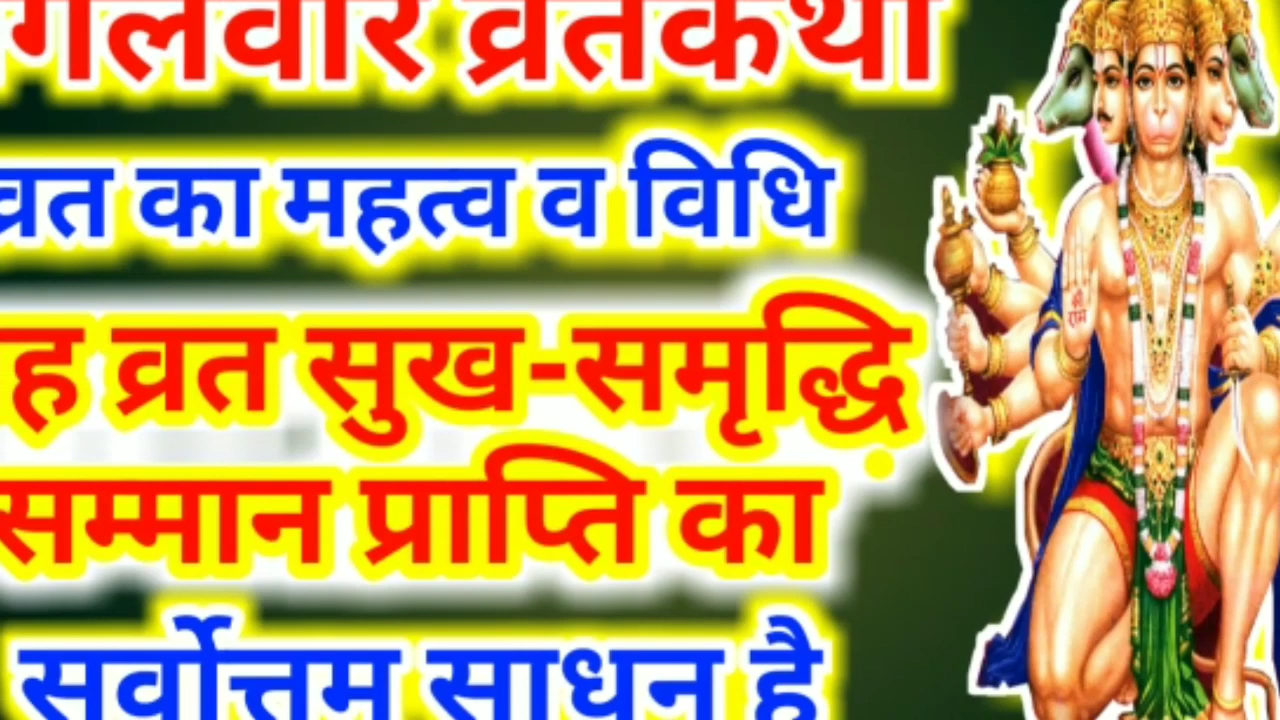 गलवार व्रतकथा
व्रत का महत्व व विधि
ह व्रत सुख-समृद्धि
सम्मान प्राप्ति का
सर्वोत्तम साधन है
श्री राम